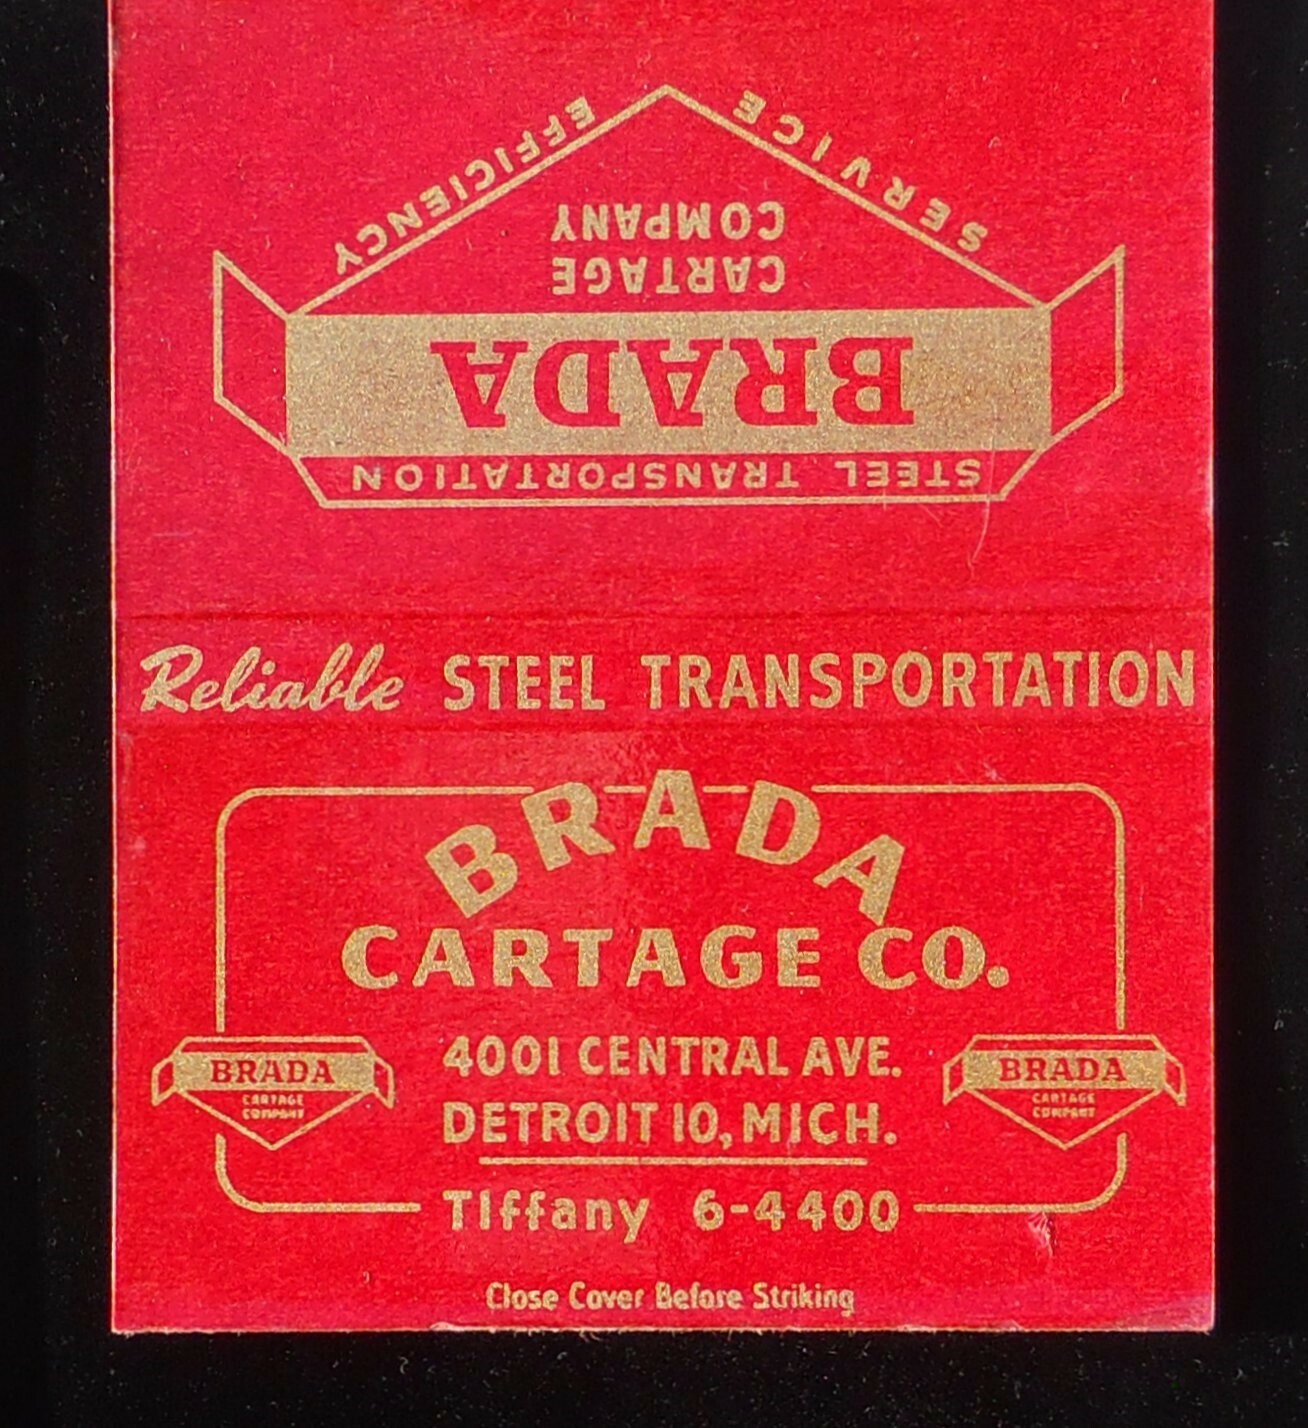 SERVICE EFFICIENCY
COMPANY
CARTAGE
BRADA
STEEL TRANSPORTATION
Reliable STEEL TRANSPORTATION
BRADA
CARTAGE CO.
4001 CENTRAL AVE.
DETROIT 10, MICH.
TIffany 6-4400
BRADA
CARTAGE
COMPANY
BRADA
CARTAGE
COMPANY
Close Cover Before Striking